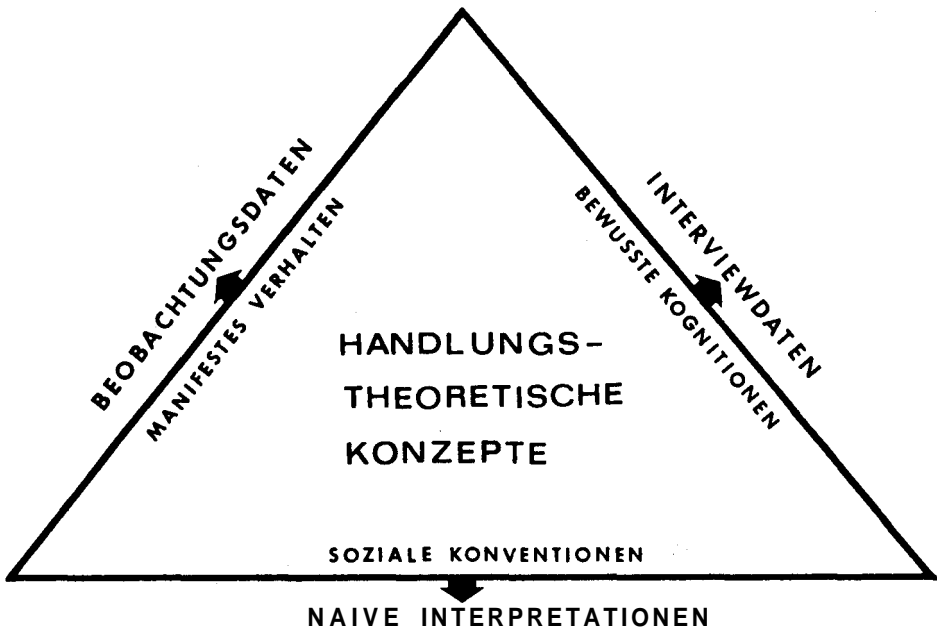 BEOBACHTUNGSDATEN
MANIFESTES VERHALTEN
BEWUSSTE KOGNITIONEN
INTERVIEWDATEN
HANDLUNGS-
THEORETISCHE
KONZEPTE
SOZIALE KONVENTIONEN
NAIVE INTERPRETATIONEN